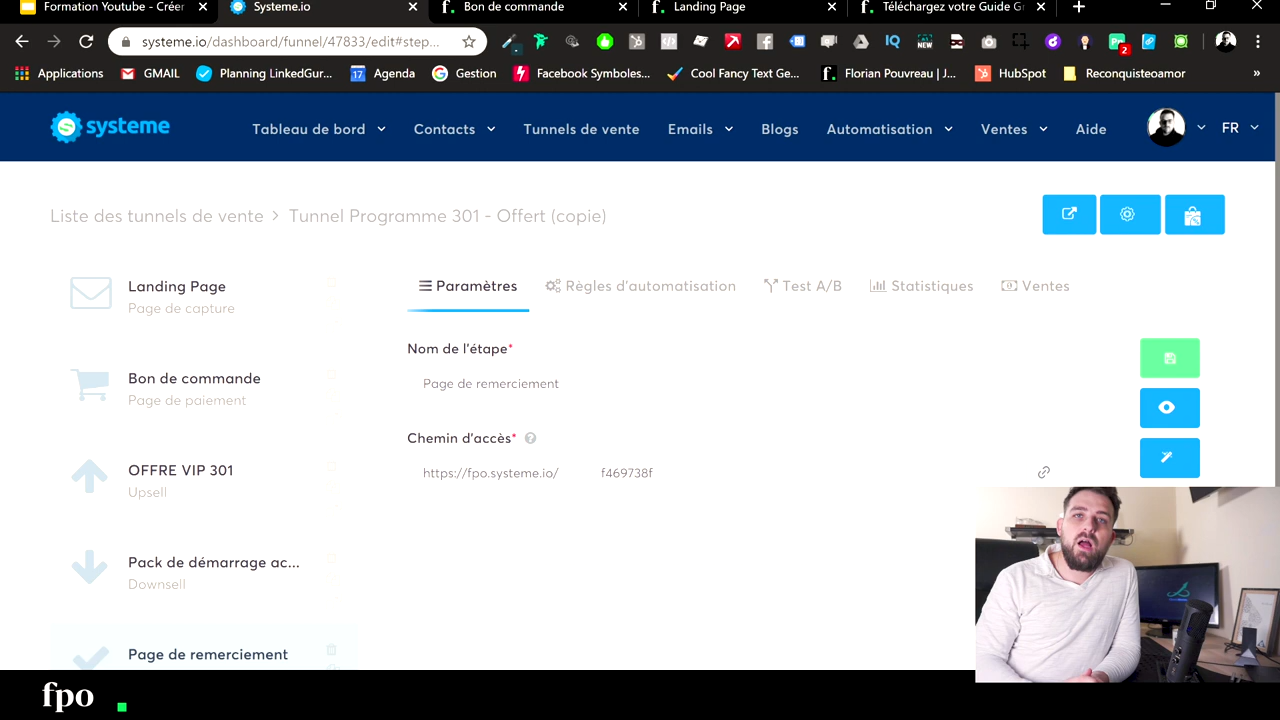 Formation Youtube - Créer
Systeme.io
Bon de commande
Landing Page
Téléchargez votre Guide Gr
systeme.io/dashboard/funnel/47833/edit#step...
IQ
NEW
2
Applications
GMAIL
Planning LinkedGur...
Agenda
Gestion
Facebook Symboles...
Cool Fancy Text Ge...
Florian Pouvreau | J...
HubSpot
Reconquisteoamor
»
systeme
Tableau de bord
Contacts
Tunnels de vente
Emails
Blogs
Automatisation
Ventes
Aide
FR
Liste des tunnels de vente > Tunnel Programme 301 - Offert (copie)
Landing Page
Page de capture
Bon de commande
Page de paiement
OFFRE VIP 301
Upsell
Pack de démarrage ac...
Downsell
Page de remerciement
Paramètres
Règles d'automatisation
Test A/B
Statistiques
Ventes
Nom de l'étape*
Page de remerciement
Chemin d'accès*
https://fpo.systeme.io/ f469738f
fpo